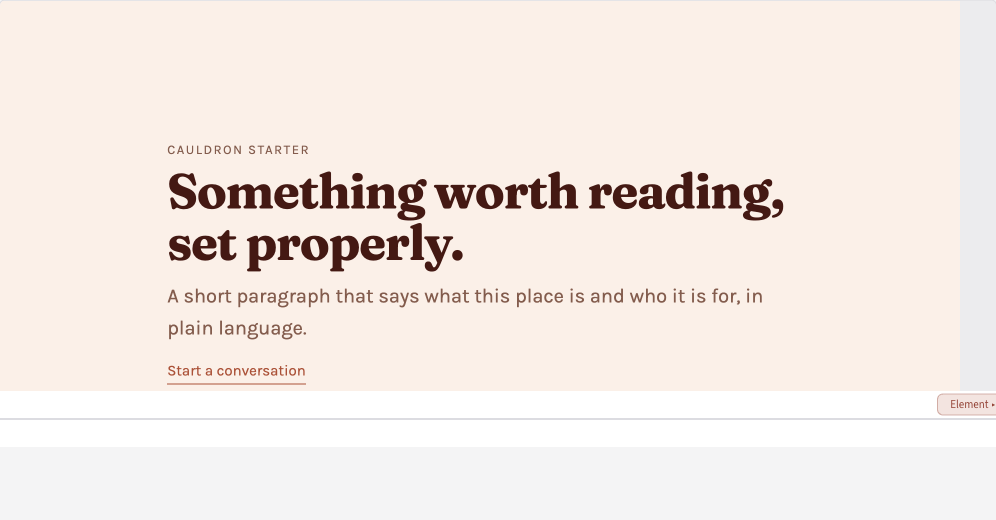 CAULDRON STARTER
Something worth reading,
set properly.
A short paragraph that says what this place is and who it is for, in
plain language.
Start a conversation
Element •